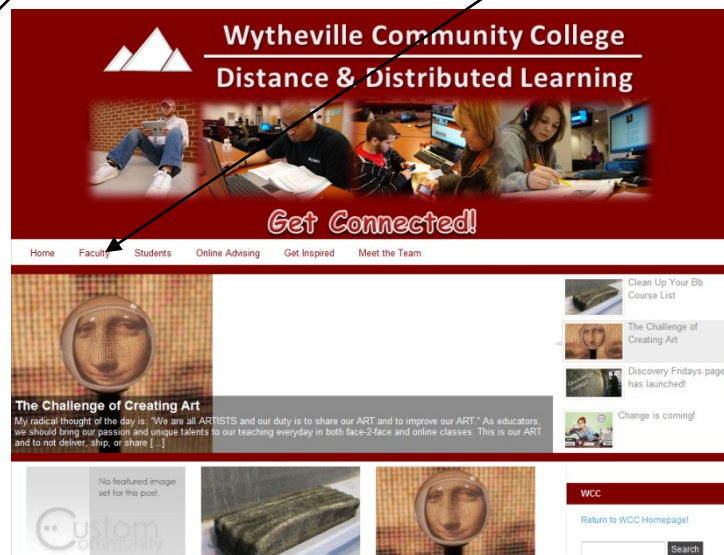 Wytheville Community College
Distance & Distributed Learning
Get Connected!
Home Faculty Students Online Advising Get Inspired Meet the Team
Clean Up Your Bb
Course List
The Challenge of
Creating Art
Discovery Fridays page
has launched!
Change is coming!
The Challenge of Creating Art
My radical thought of the day is: "We are all ARTISTS and our duty is to share our ART and to improve our ART." As educators,
we should bring our passion and unique talents to our teaching everyday in both face-2-face and online classes. This is our ART
and to not deliver, ship, or share [...]
No featured image
set for this post.
Custom
Community
WCC
Return to WCC Homepage!
Search